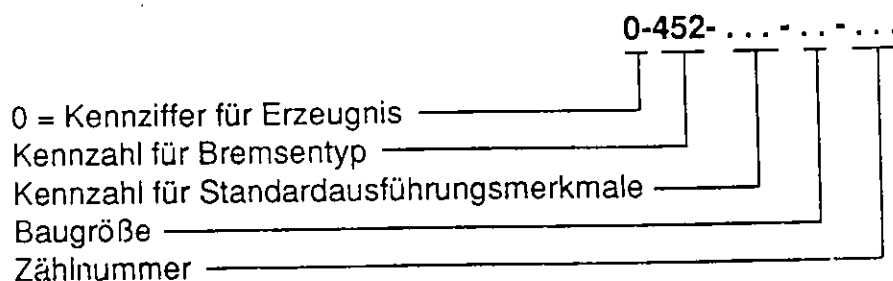 0-452-...-..-...
0 = Kennziffer für Erzeugnis
Kennzahl für Bremsentyp
Kennzahl für Standardausführungsmerkmale
Baugröße
Zählnummer